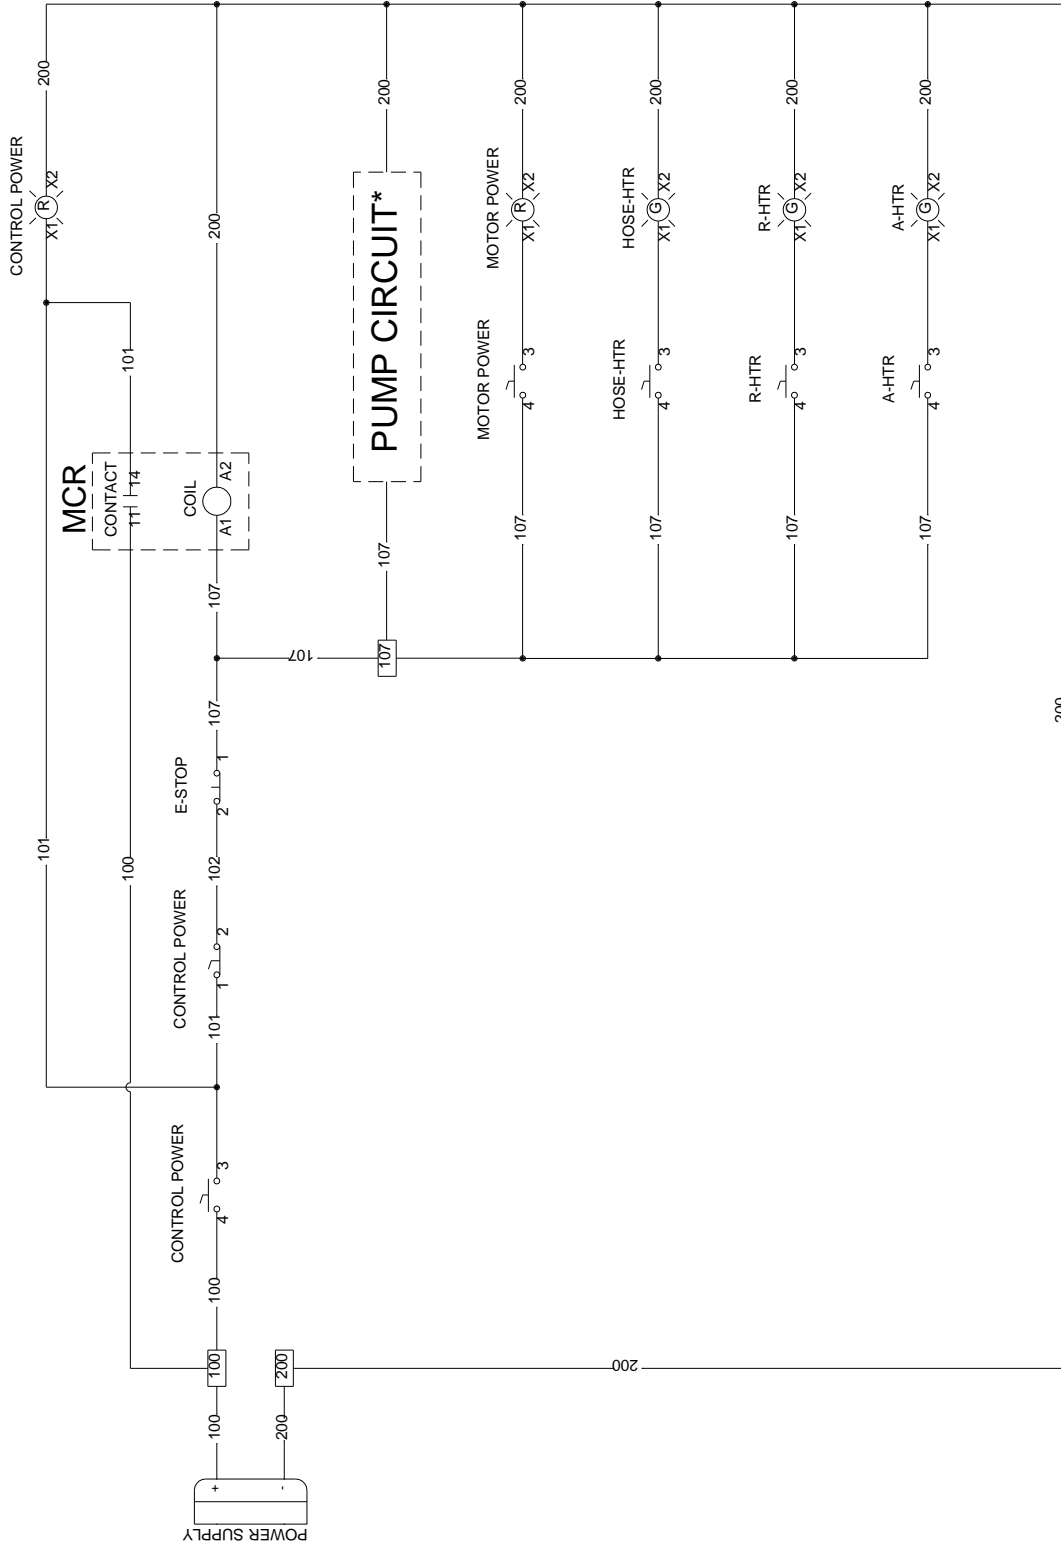 POWER SUPPLY
+
-
100
200
100
200
200
100
CONTROL POWER
4
3
101
CONTROL POWER
1
2
102
E-STOP
2
1
107
107
107
MCR
CONTACT
11
14
COIL
A1
A2
100
101
101
CONTROL POWER
X1
R
X2
200
200
107
107
PUMP CIRCUIT*
200
107
MOTOR POWER
4
3
MOTOR POWER
X1
R
X2
200
107
HOSE-HTR
4
3
HOSE-HTR
X1
G
X2
200
107
R-HTR
4
3
R-HTR
X1
G
X2
200
107
A-HTR
4
3
A-HTR
X1
G
X2
200